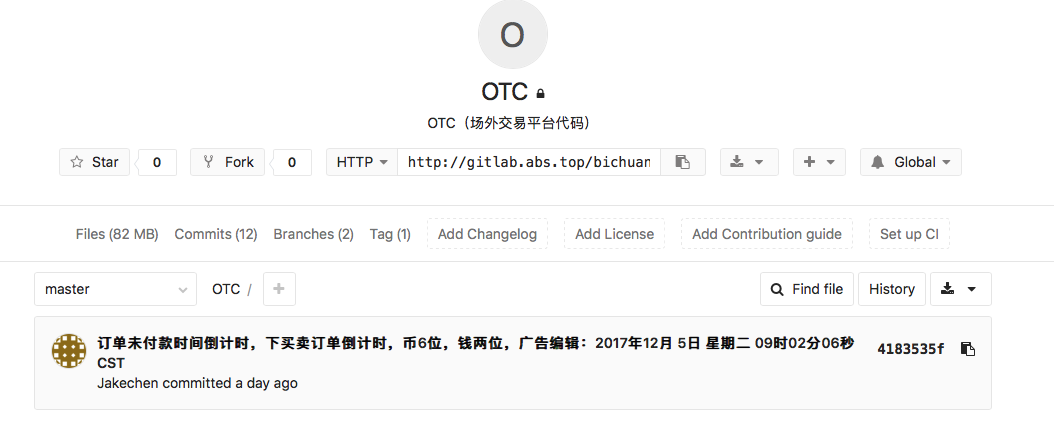 O
OTC
OTC（场外交易平台代码）
Star 0 Fork 0 HTTP http://gitlab.abs.top/bichuan Global
Files (82 MB) Commits (12) Branches (2) Tag (1) Add Changelog Add License Add Contribution guide Set up CI
master OTC / + Find file History
订单未付款时间倒计时，下买卖订单倒计时，币6位，钱两位，广告编辑：2017年12月 5日 星期二 09时02分06秒 4183535f
CST
Jakechen committed a day ago